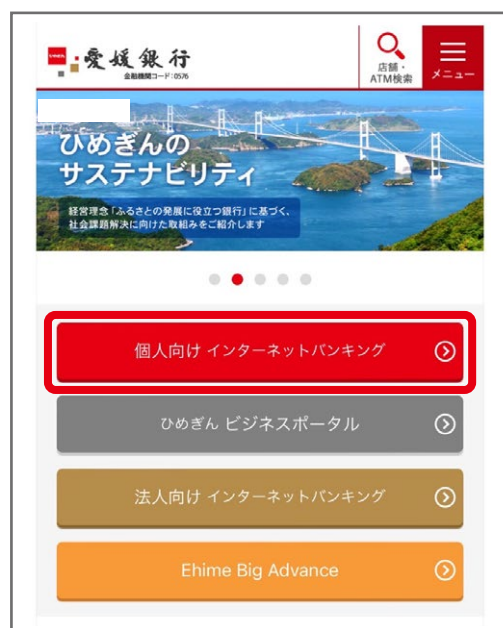 愛媛銀行
金融機関コード:0576
店舗・
ATM検索
メニュー
ひめぎんの
サステナビリティ
経営理念「ふるさとの発展に役立つ銀行」に基づく、
社会課題解決に向けた取組みをご紹介します
個人向け インターネットバンキング
ひめぎん ビジネスポータル
法人向け インターネットバンキング
Ehime Big Advance